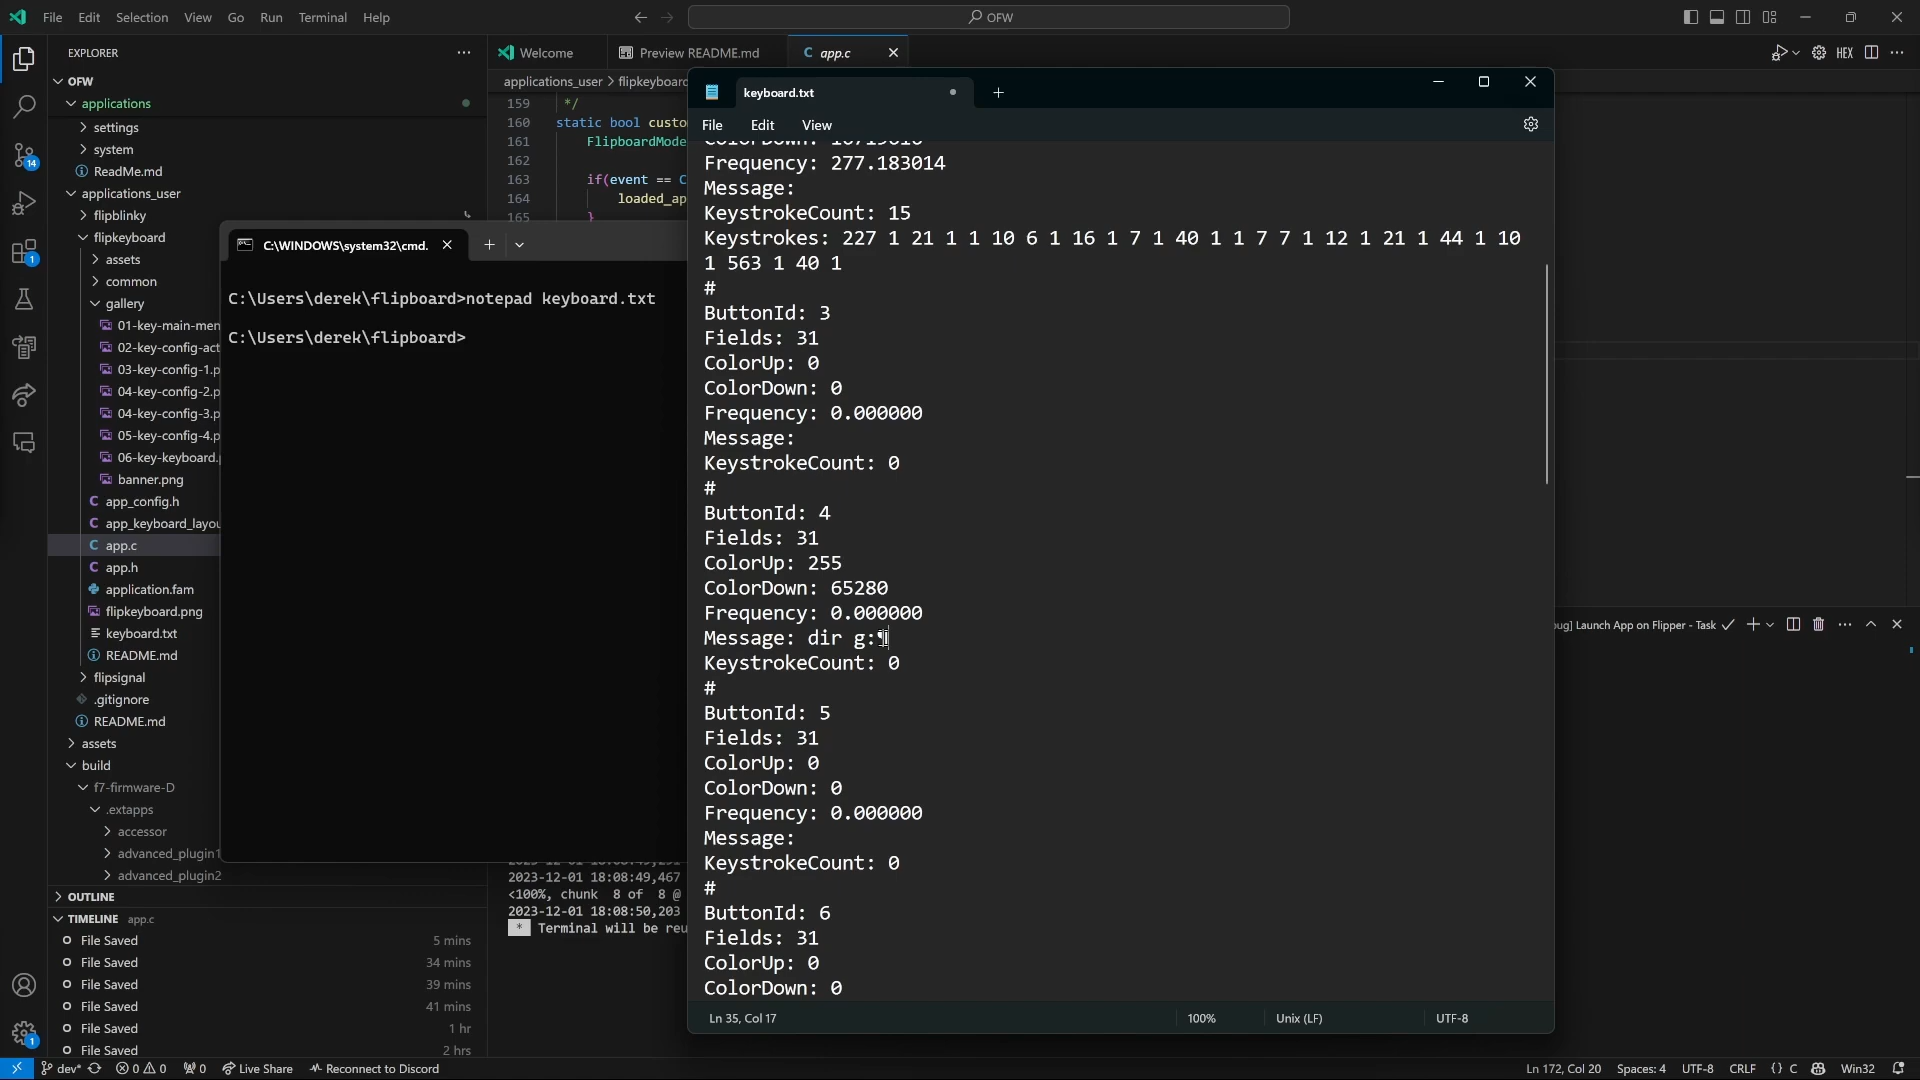 File Edit Selection View Go Run Terminal Help
OFW
EXPLORER
OFW
applications
settings
system
ReadMe.md
applications_user
flipblinky
flipkeyboard
assets
common
gallery
01-key-main-men
02-key-config-act
03-key-config-1.p
04-key-config-2.p
04-key-config-3.p
05-key-config-4.p
06-key-keyboard.
banner.png
app_config.h
app_keyboard_layou
app.c
app.h
application.fam
flipkeyboard.png
keyboard.txt
README.md
flipsignal
.gitignore
README.md
assets
build
f7-firmware-D
.extapps
accessor
advanced_plugin1
advanced_plugin2
OUTLINE
TIMELINE app.c
File Saved 5 mins
File Saved 34 mins
File Saved 39 mins
File Saved 41 mins
File Saved 1 hr
File Saved 2 hrs
14
1
1
Welcome
Preview README.md
app.c
HEX
applications_user > flipkeyboard
159 */
160 static bool custo
161 FlipboardMode
162
163 if(event == C
164 loaded_ap
165 }
C:\WINDOWS\system32\cmd.
C:\Users\derek\flipboard>notepad keyboard.txt
C:\Users\derek\flipboard>
keyboard.txt
File Edit View
Frequency: 277.183014
Message:
KeystrokeCount: 15
Keystrokes: 227 1 21 1 1 10 6 1 16 1 7 1 40 1 1 7 7 1 12 1 21 1 44 1 10
1 563 1 40 1
#
ButtonId: 3
Fields: 31
ColorUp: 0
ColorDown: 0
Frequency: 0.000000
Message:
KeystrokeCount: 0
#
ButtonId: 4
Fields: 31
ColorUp: 255
ColorDown: 65280
Frequency: 0.000000
Message: dir g:¶
KeystrokeCount: 0
#
ButtonId: 5
Fields: 31
ColorUp: 0
ColorDown: 0
Frequency: 0.000000
Message:
KeystrokeCount: 0
#
ButtonId: 6
Fields: 31
ColorUp: 0
ColorDown: 0
Ln 35, Col 17 100% Unix (LF) UTF-8
ug] Launch App on Flipper - Task
2023-12-01 18:08:49,467
<100%, chunk 8 of 8 @
2023-12-01 18:08:50,203
* Terminal will be reu
dev* 0 0 0 Live Share Reconnect to Discord
Ln 172, Col 20 Spaces: 4 UTF-8 CRLF {} C Win32